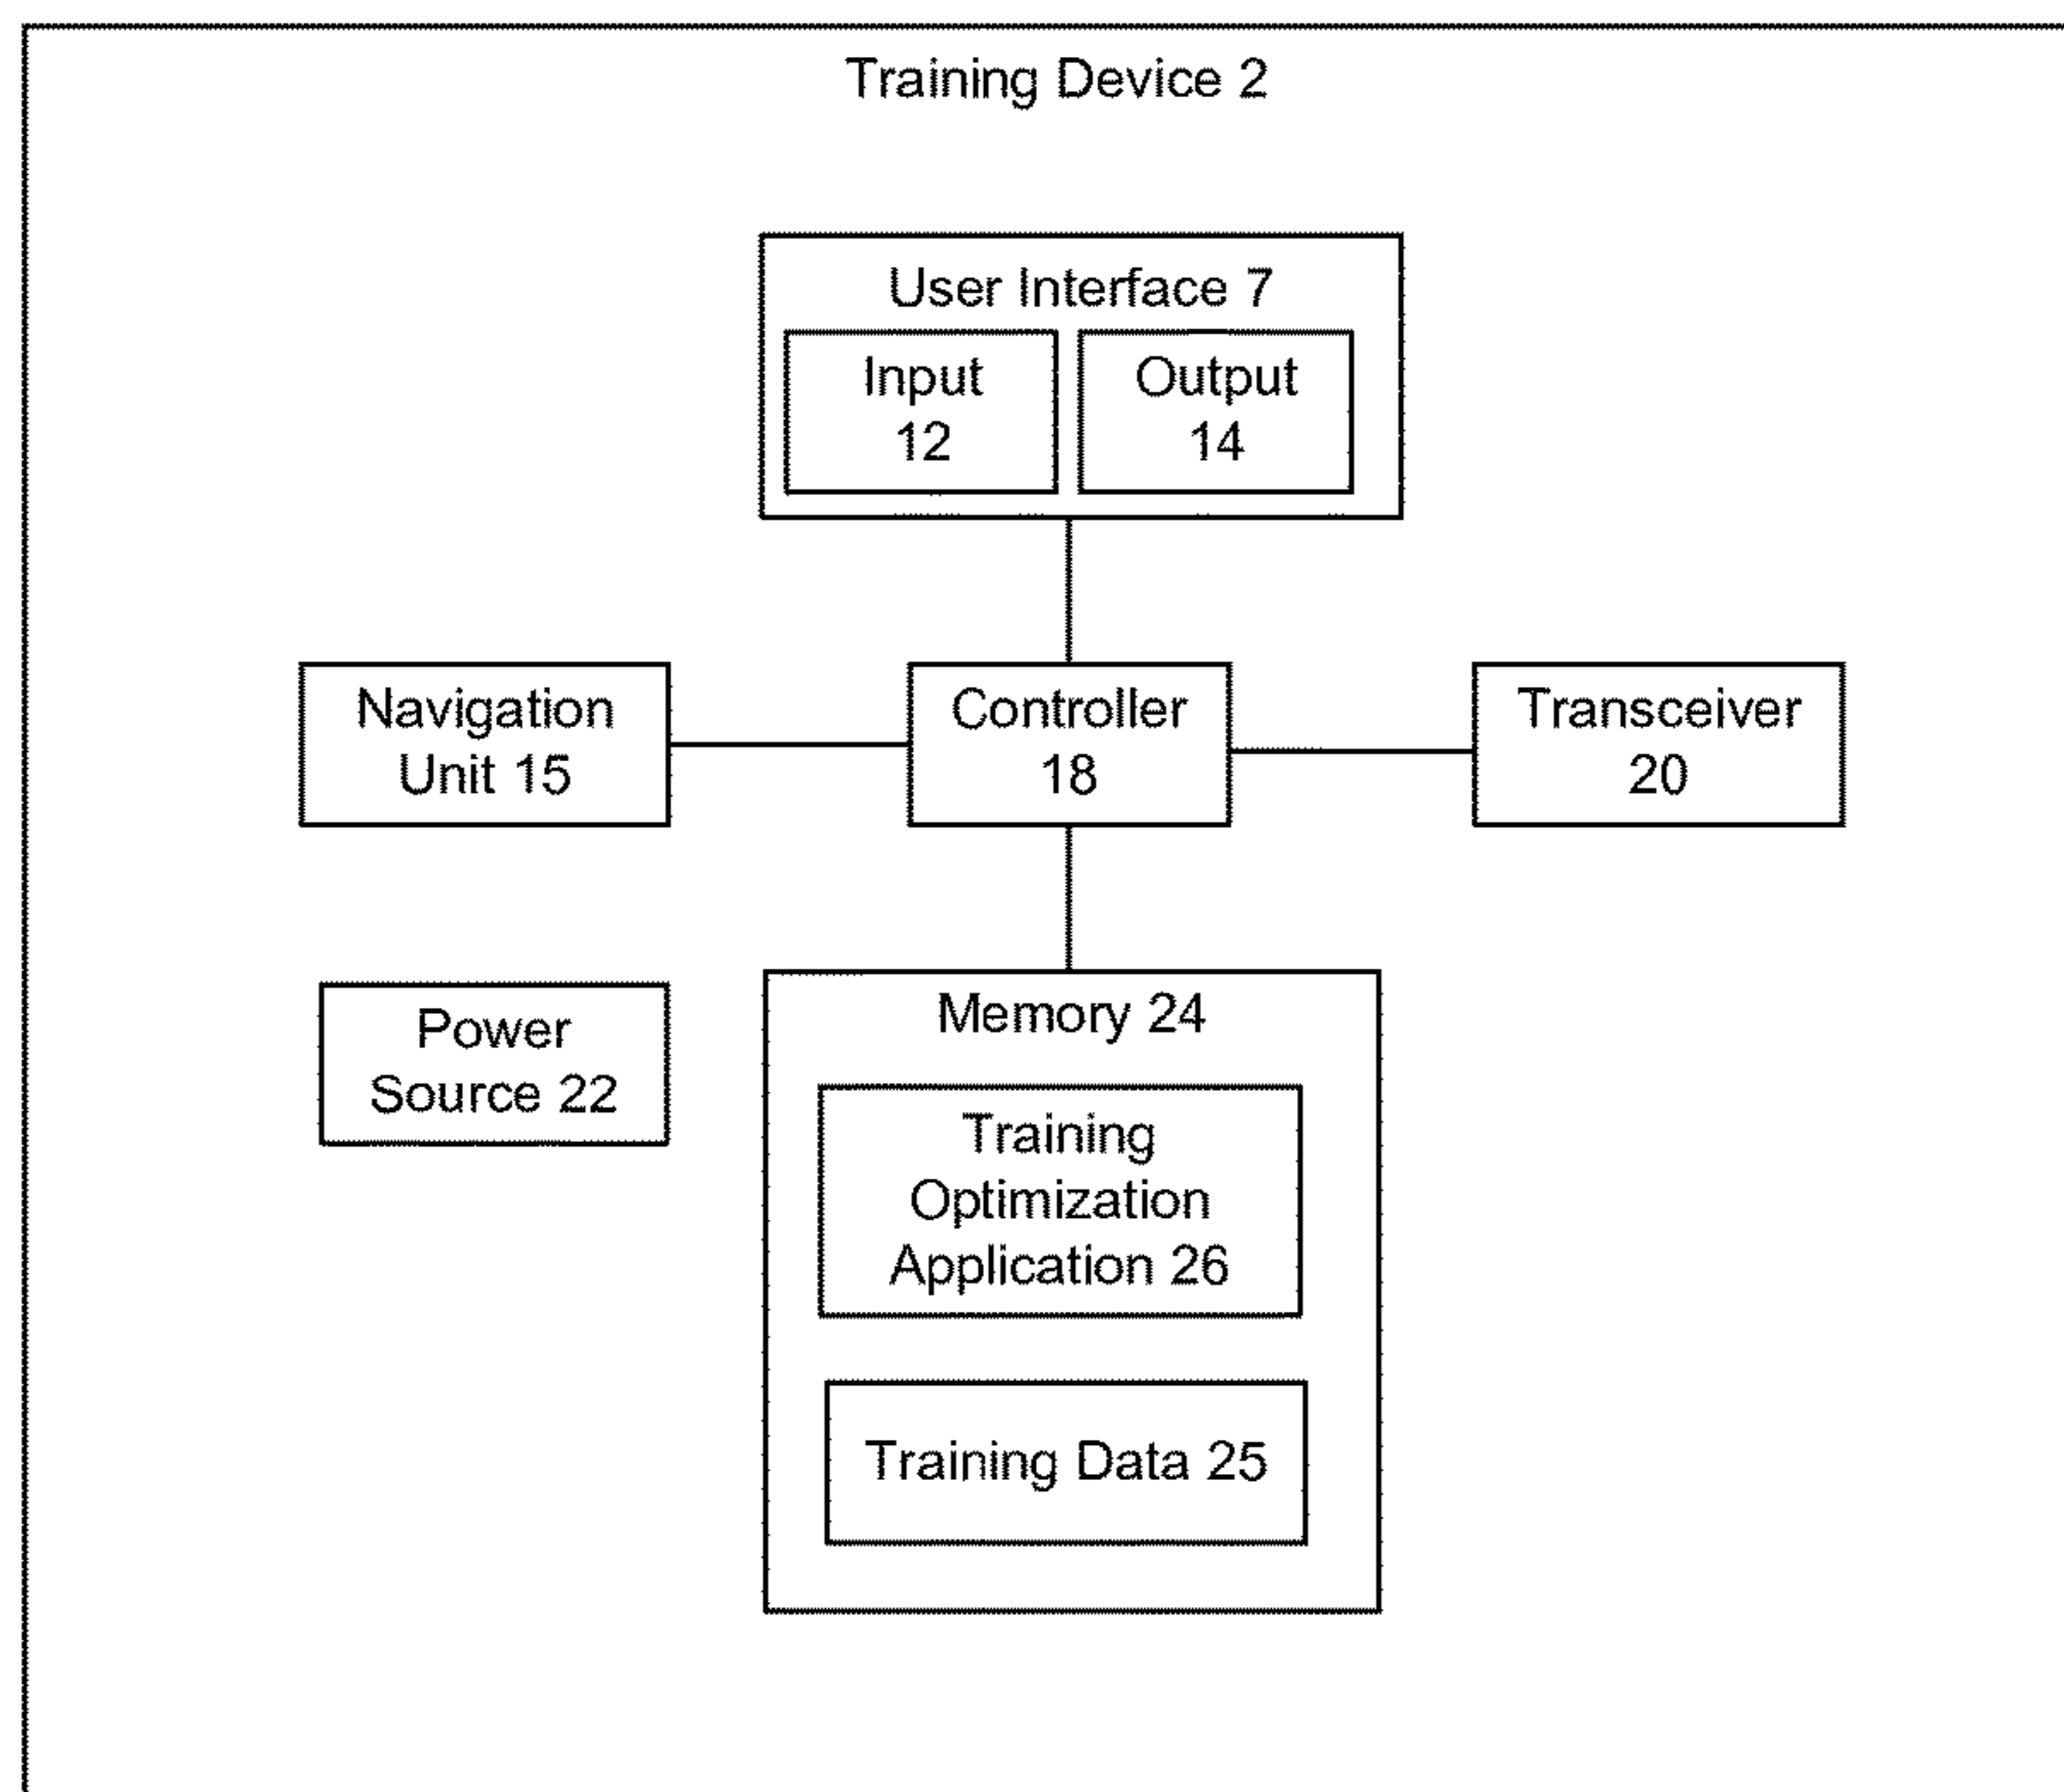 Training Device 2
User Interface 7
Input
12
Output
14
Navigation
Unit 15
Controller
18
Transceiver
20
Power
Source 22
Memory 24
Training
Optimization
Application 26
Training Data 25